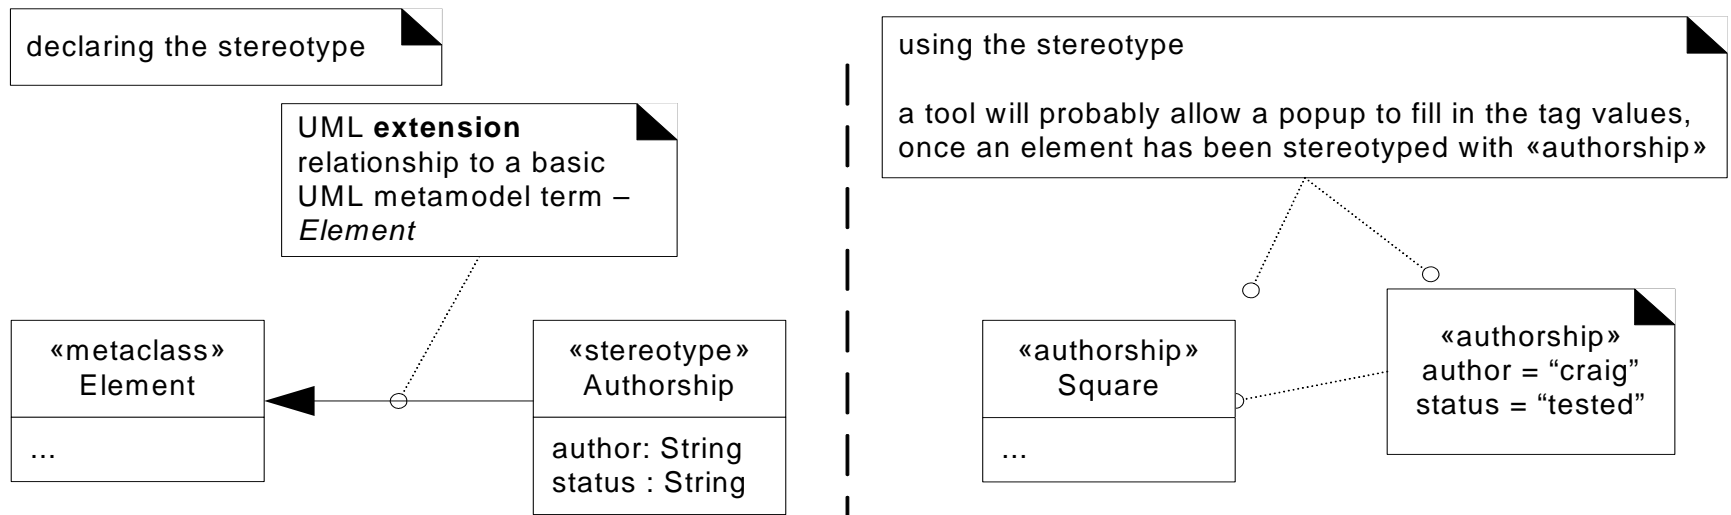 declaring the stereotype
UML extension
relationship to a basic
UML metamodel term –
Element
«metaclass»
Element
...
«stereotype»
Authorship
author: String
status : String
using the stereotype
a tool will probably allow a popup to fill in the tag values,
once an element has been stereotyped with «authorship»
«authorship»
Square
...
«authorship»
author = “craig”
status = “tested”